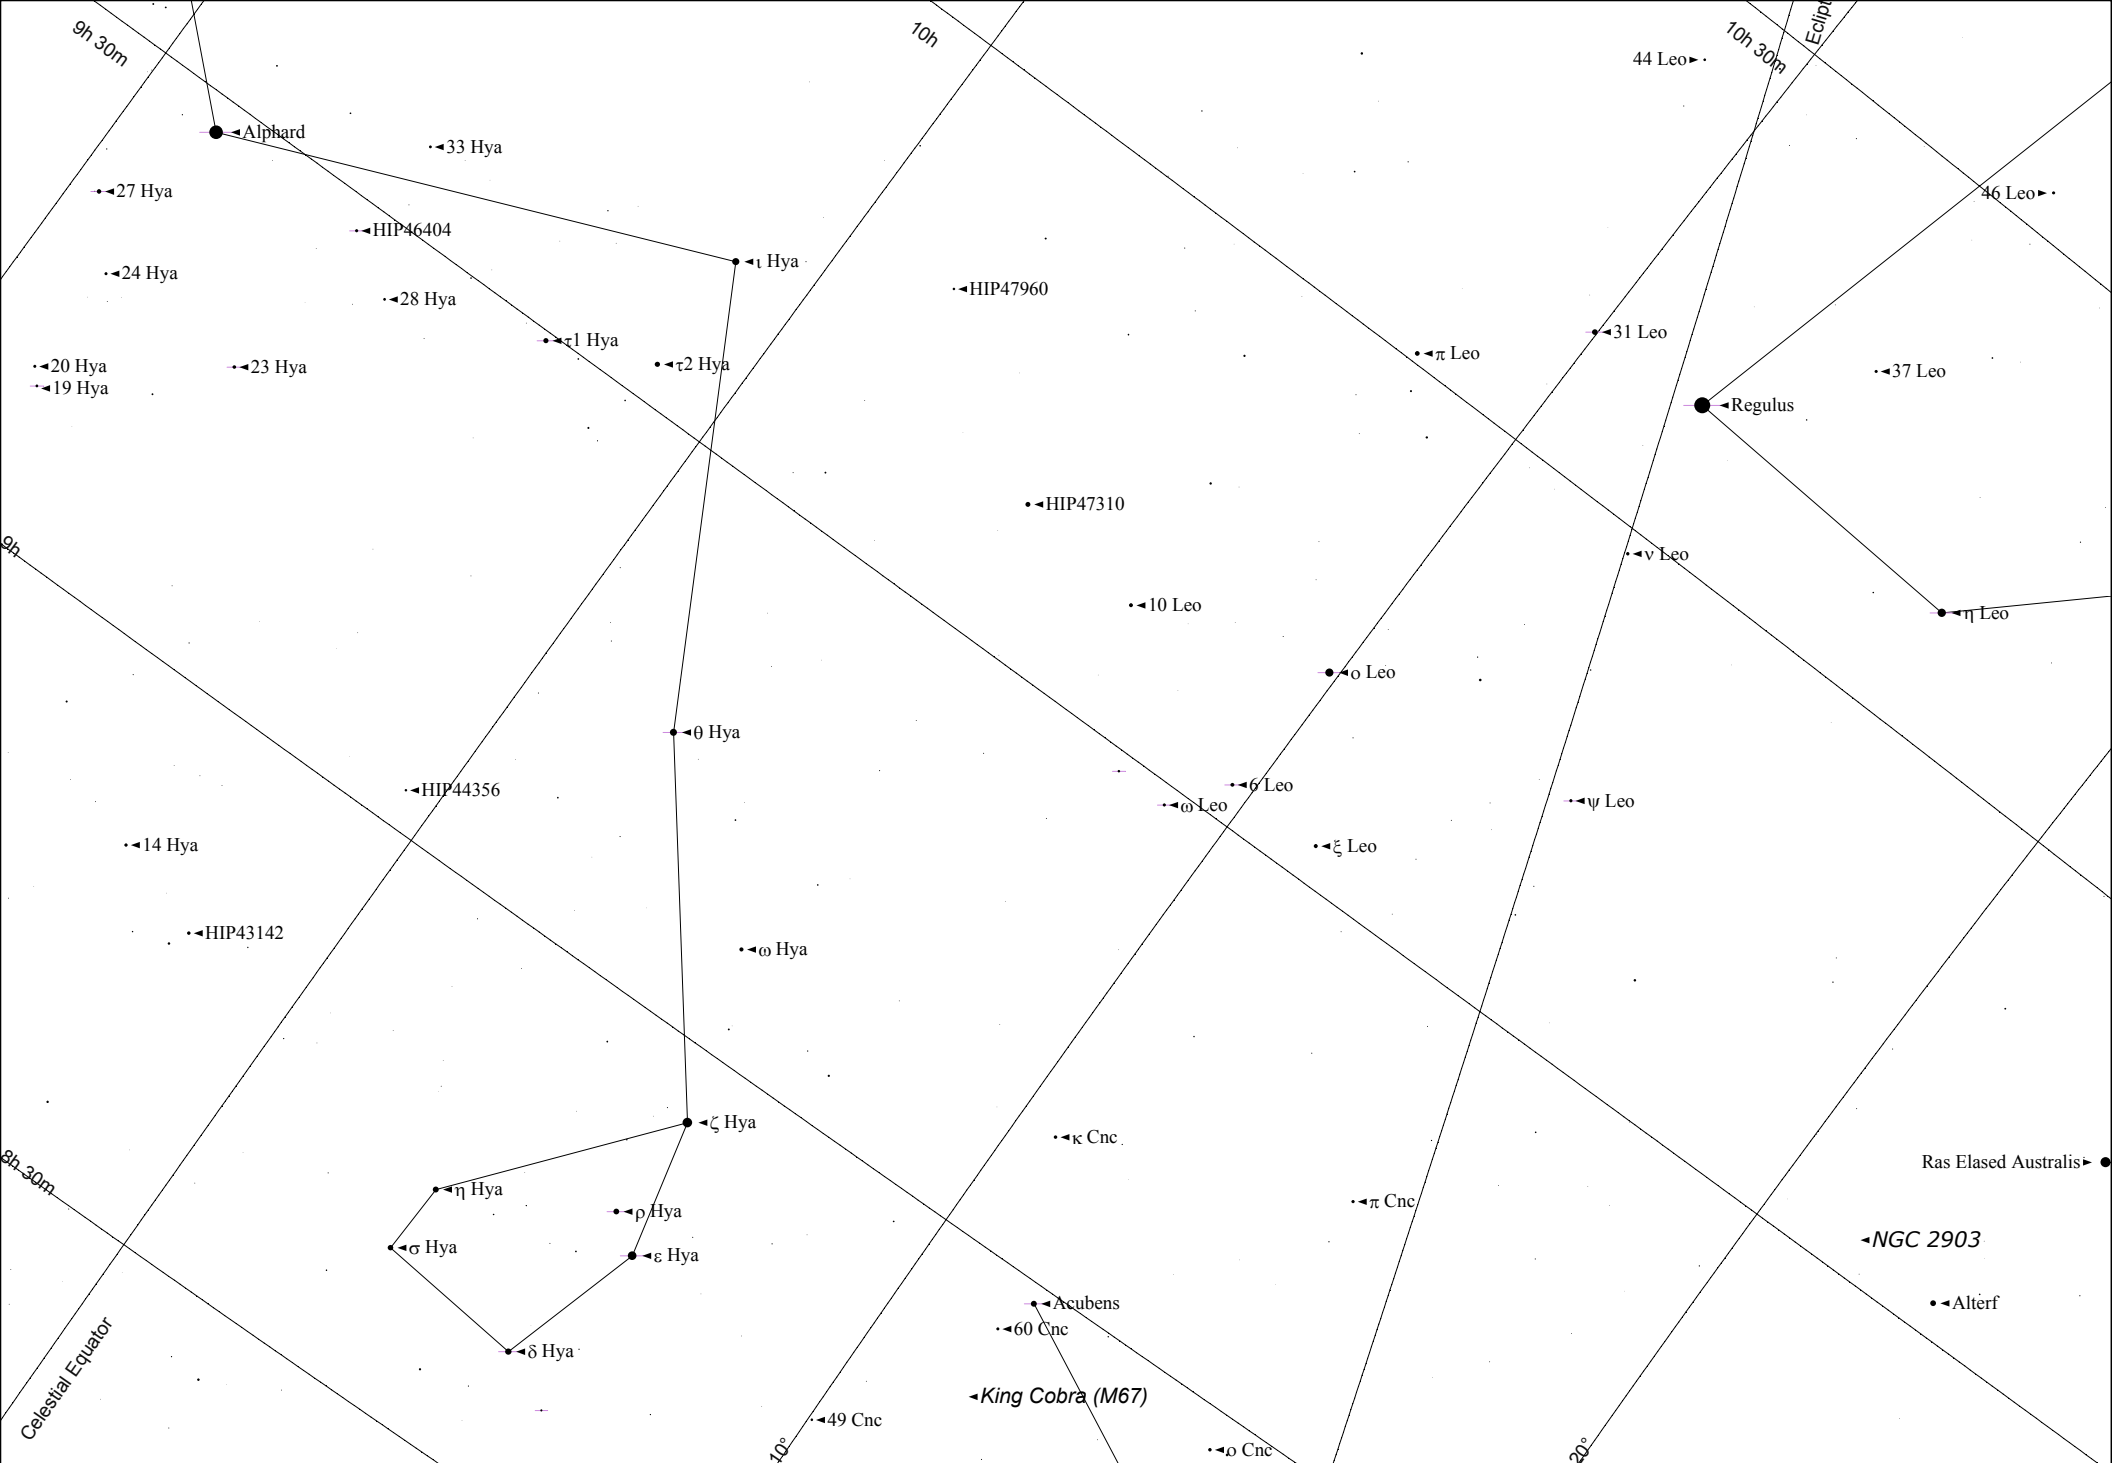 Eclipt
9h 30m
10h
10h 30m
44 Leo
Alphard
33 Hya
27 Hya
46 Leo
HIP46404
ι Hya
24 Hya
HIP47960
28 Hya
31 Leo
τ1 Hya
π Leo
τ2 Hya
20 Hya
23 Hya
37 Leo
19 Hya
Regulus
HIP47310
9h
ν Leo
10 Leo
η Leo
ο Leo
θ Hya
6 Leo
HIP44356
ω Leo
ψ Leo
14 Hya
ξ Leo
HIP43142
ω Hya
ζ Hya
κ Cnc
8h 30m
Ras Elased Australis
η Hya
π Cnc
ρ Hya
NGC 2903
σ Hya
ε Hya
Acubens
Alterf
60 Cnc
δ Hya
Celestial Equator
King Cobra (M67)
49 Cnc
10°
ο Cnc
20°